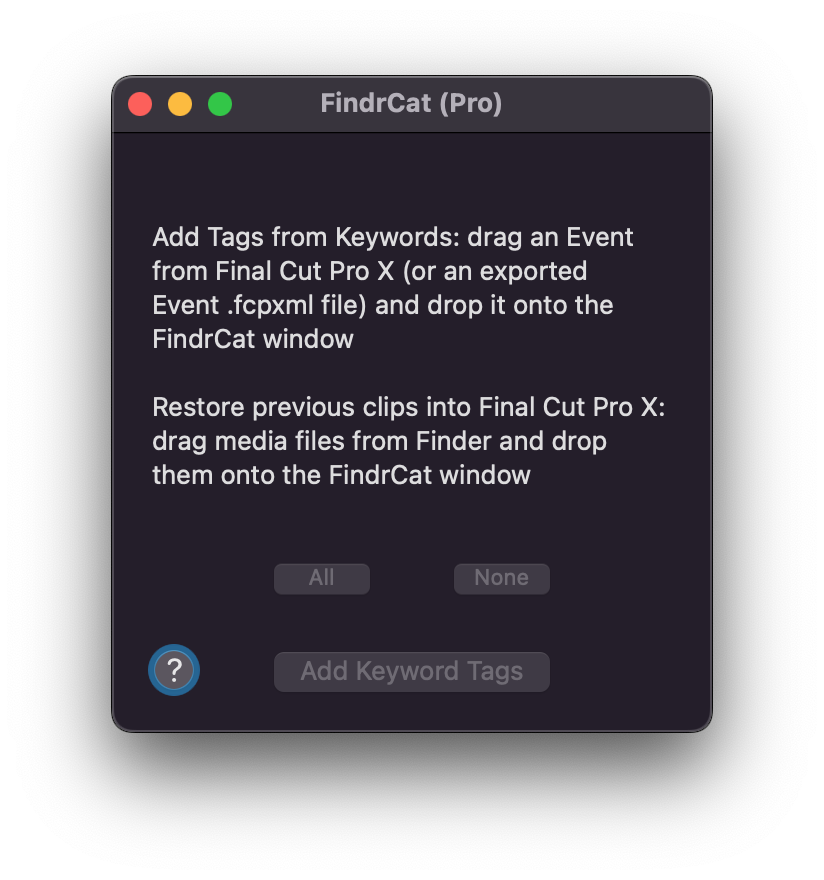 FindrCat (Pro)
Add Tags from Keywords: drag an Event
from Final Cut Pro X (or an exported
Event .fcpxml file) and drop it onto the
FindrCat window
Restore previous clips into Final Cut Pro X:
drag media files from Finder and drop
them onto the FindrCat window
All
None
?
Add Keyword Tags